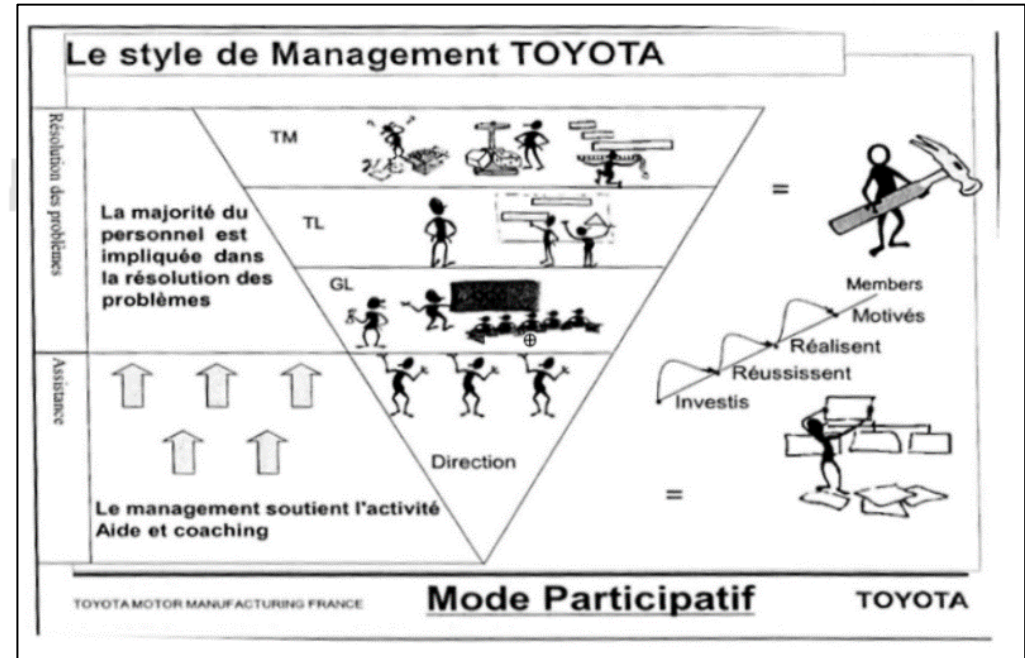 Le style de Management TOYOTA
Résolution des problèmes
La majorité du
personnel est
impliquée dans
la résolution des
problèmes
TM
TL
GL
=
Members
Motivés
Réalisent
Réussissent
Investis
Assistance
Direction
=
Le management soutient l'activité
Aide et coaching
TOYOTA MOTOR MANUFACTURING FRANCE
Mode Participatif
TOYOTA